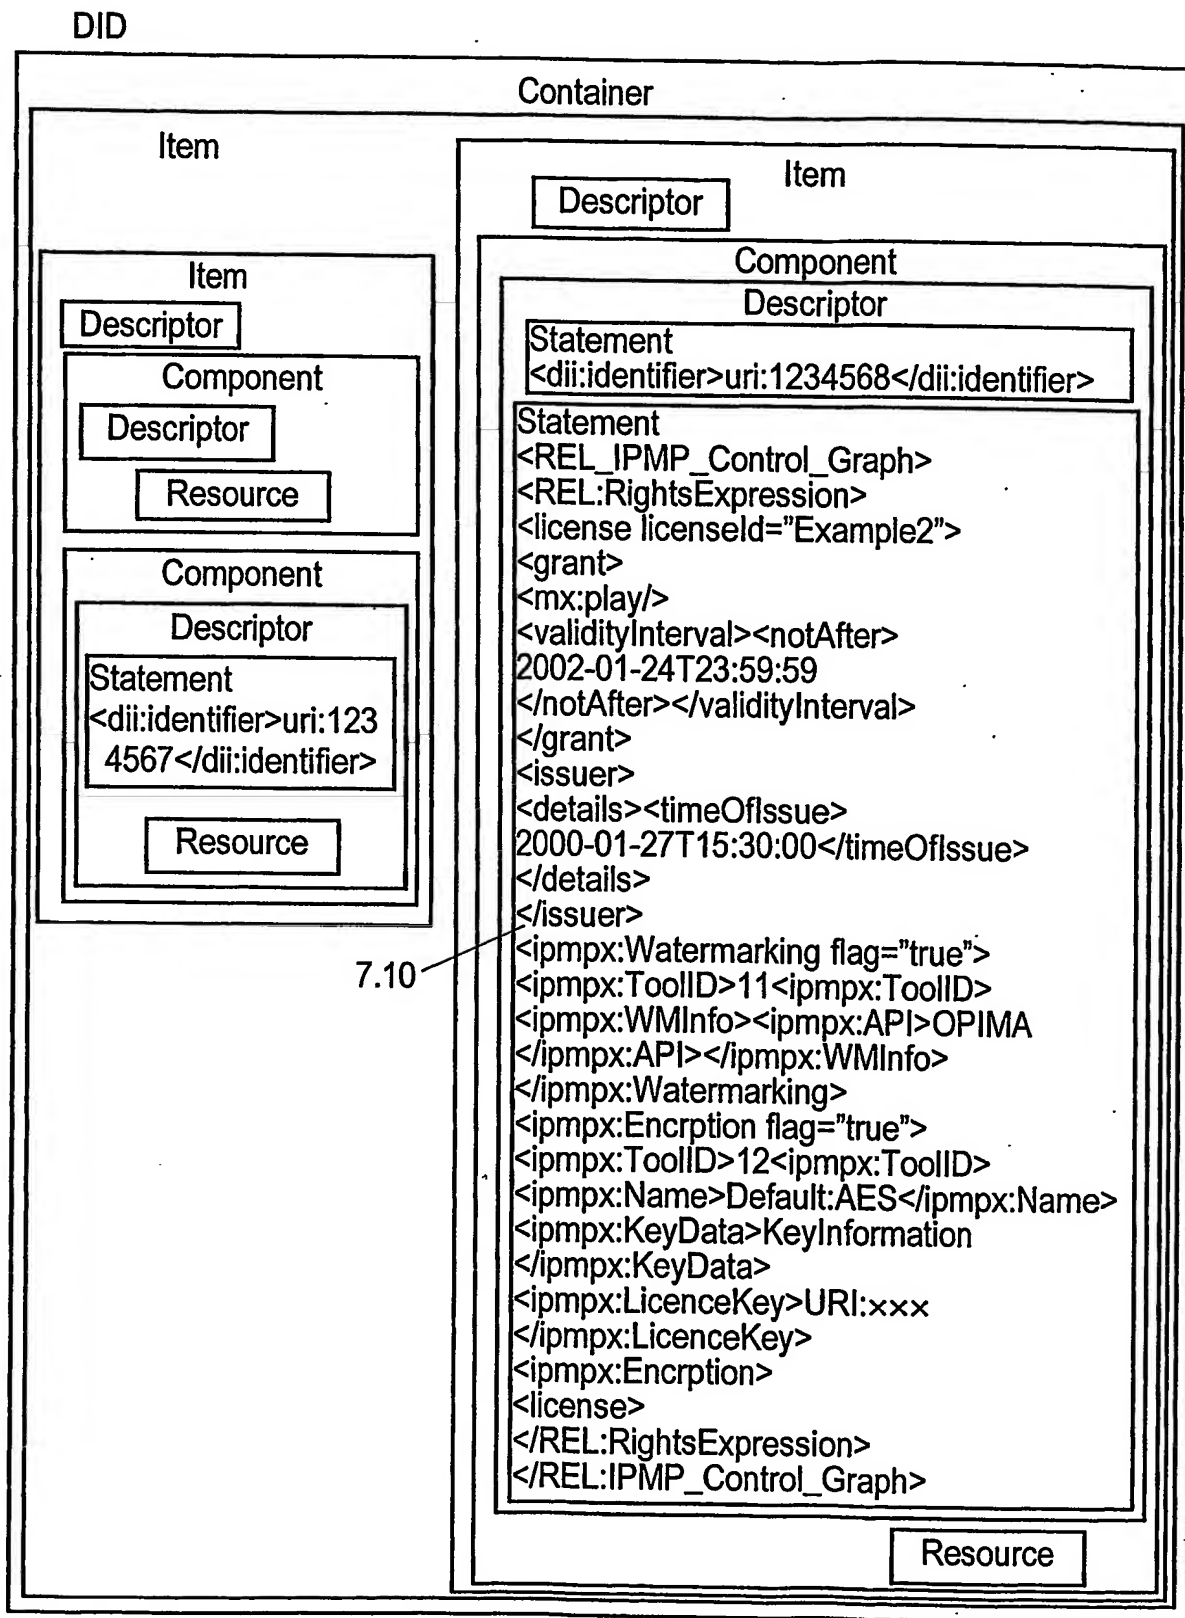 DID
Container
Item
Item
Descriptor
Component
Descriptor
Resource
Component
Descriptor
Statement
<dii:identifier>uri:123
4567</dii:identifier>
Resource
Item
Descriptor
Component
Descriptor
Statement
<dii:identifier>uri:1234568</dii:identifier>
Statement
<REL_IPMP_Control_Graph>
<REL:RightsExpression>
<license licenseId="Example2">
<grant>
<mx:play/>
<validityInterval><notAfter>
2002-01-24T23:59:59
</notAfter></validityInterval>
</grant>
<issuer>
<details><timeOfIssue>
2000-01-27T15:30:00</timeOfIssue>
</details>
</issuer>
7.10
<ipmpx:Watermarking flag="true">
<ipmpx:ToolID>11<ipmpx:ToolID>
<ipmpx:WMInfo><ipmpx:API>OPIMA
</ipmpx:API></ipmpx:WMInfo>
</ipmpx:Watermarking>
<ipmpx:Encrption flag="true">
<ipmpx:ToolID>12<ipmpx:ToolID>
<ipmpx:Name>Default:AES</ipmpx:Name>
<ipmpx:KeyData>KeyInformation
</ipmpx:KeyData>
<ipmpx:LicenceKey>URI:×××
</ipmpx:LicenceKey>
<ipmpx:Encrption>
<license>
</REL:RightsExpression>
</REL:IPMP_Control_Graph>
Resource